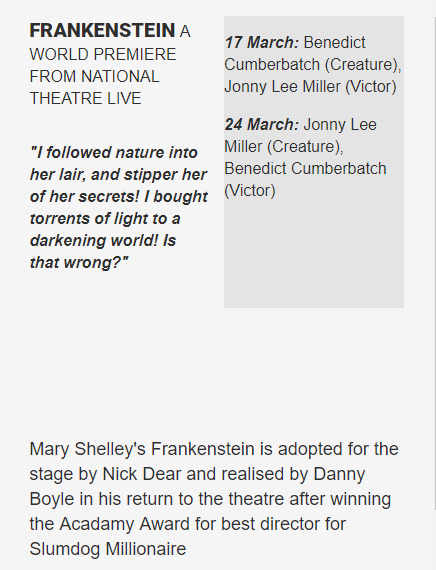 FRANKENSTEIN A
WORLD PREMIERE
FROM NATIONAL
THEATRE LIVE
"I followed nature into
her lair, and stipper her
of her secrets! I bought
torrents of light to a
darkening world! Is
that wrong?"
17 March: Benedict
Cumberbatch (Creature),
Jonny Lee Miller (Victor)
24 March: Jonny Lee
Miller (Creature),
Benedict Cumberbatch
(Victor)
Mary Shelley's Frankenstein is adopted for the
stage by Nick Dear and realised by Danny
Boyle in his return to the theatre after winning
the Acadamy Award for best director for
Slumdog Millionaire